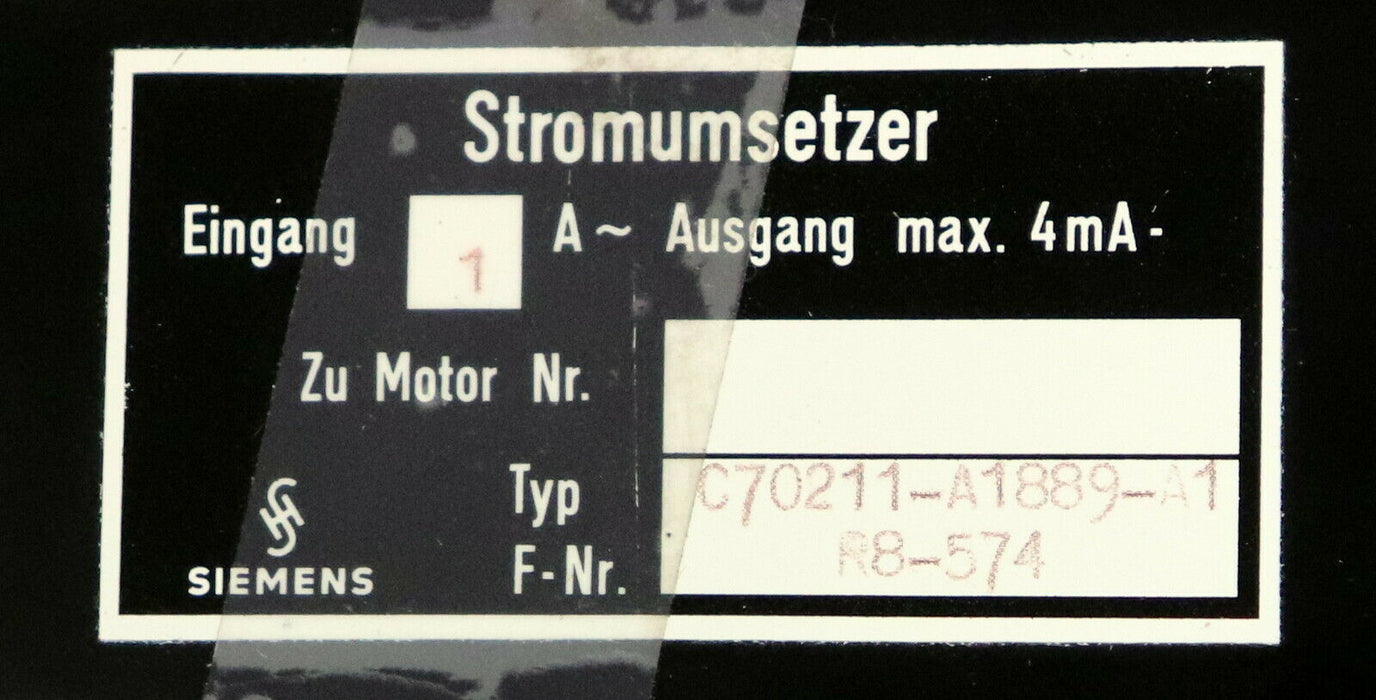 Stromumsetzer
Eingang 1 A~ Ausgang max. 4mA-
Zu Motor Nr.
Typ C70211-A1889-A1
F-Nr. R8-574
SIEMENS